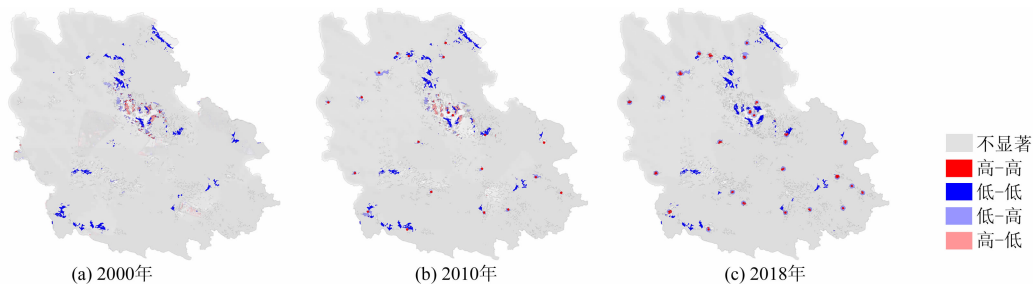 不显著
高-高
低-低
低-高
高-低
(a) 2000年
(b) 2010年
(c) 2018年